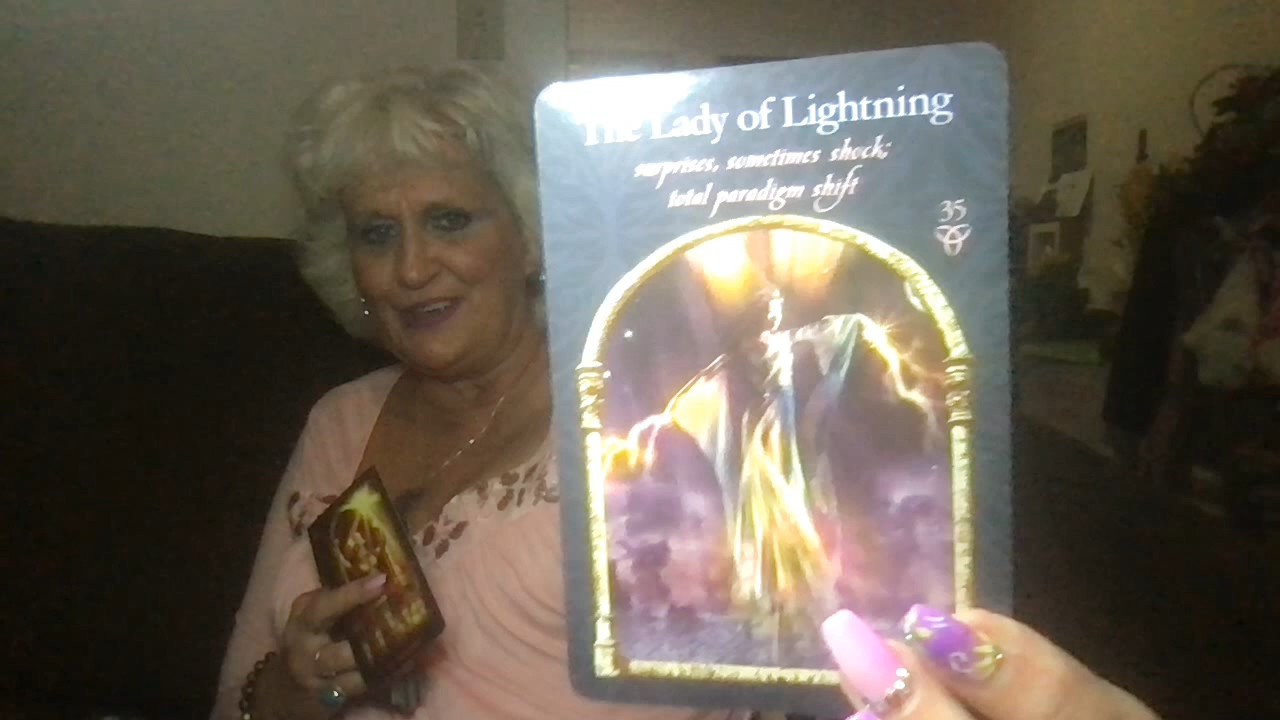 The Lady of Lightning
surprises, sometimes shock;
total paradigm shift
35